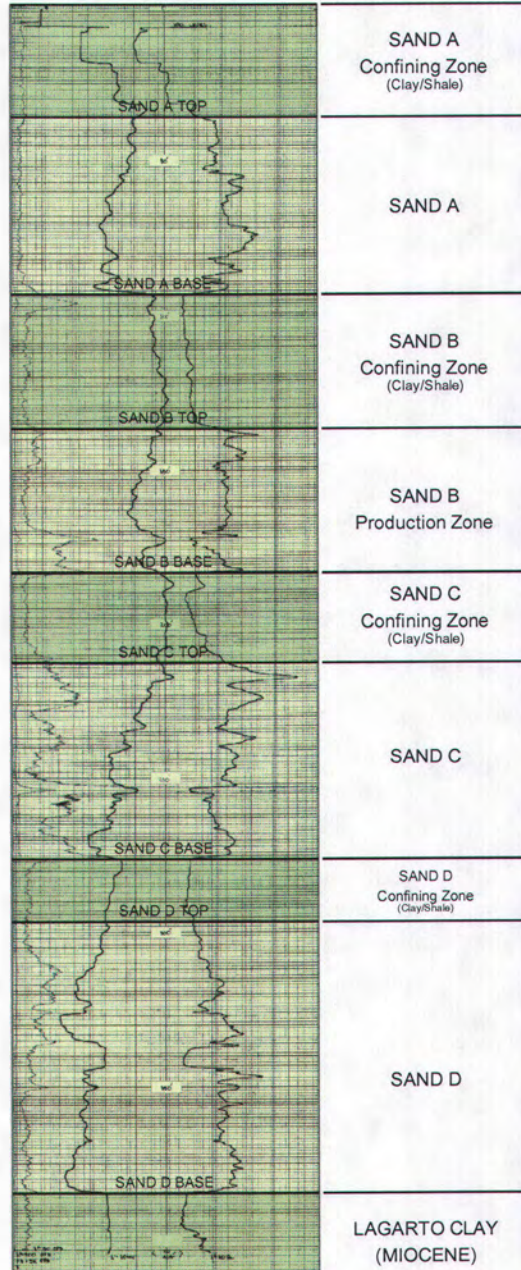 SAND A
Confining Zone
(Clay/Shale)
SAND A TOP
SAND A
SAND A BASE
SAND B
Confining Zone
(Clay/Shale)
SAND B TOP
SAND B
Production Zone
SAND B BASE
SAND C
Confining Zone
(Clay/Shale)
SAND C TOP
SAND C
SAND C BASE
SAND D
Confining Zone
(Clay/Shale)
SAND D TOP
SAND D
SAND D BASE
LAGARTO CLAY
(MIOCENE)